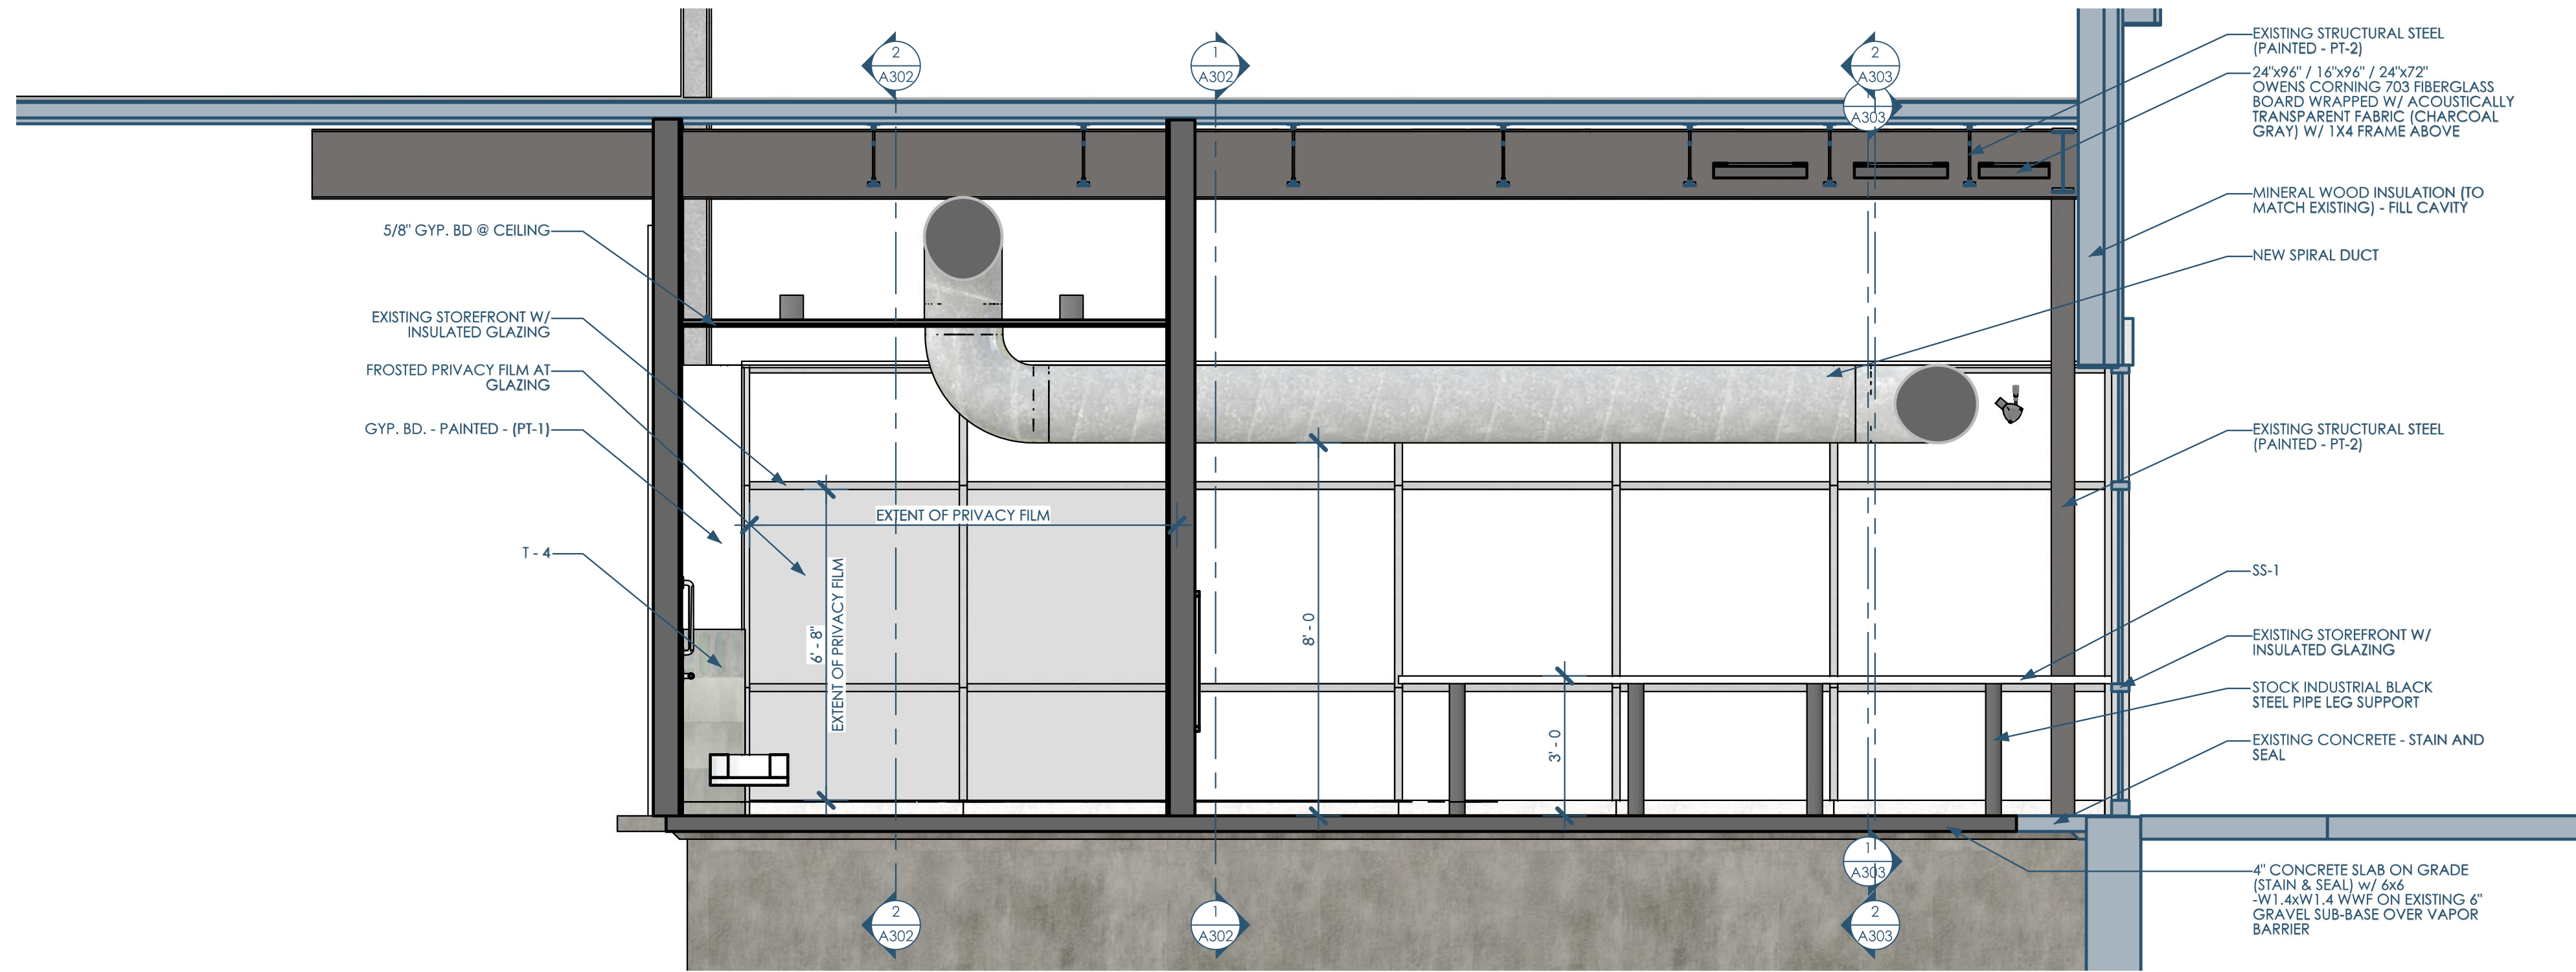 2
A302
1
A302
2
A303
A303
EXISTING STRUCTURAL STEEL
(PAINTED - PT-2)
24"x96" / 16"x96" / 24"x72"
OWENS CORNING 703 FIBERGLASS
BOARD WRAPPED W/ ACOUSTICALLY
TRANSPARENT FABRIC (CHARCOAL
GRAY) W/ 1X4 FRAME ABOVE
MINERAL WOOD INSULATION (TO
MATCH EXISTING) - FILL CAVITY
NEW SPIRAL DUCT
5/8" GYP. BD @ CEILING
EXISTING STOREFRONT W/
INSULATED GLAZING
FROSTED PRIVACY FILM AT
GLAZING
GYP. BD. - PAINTED - (PT-1)
T - 4
EXTENT OF PRIVACY FILM
6' - 8"
EXTENT OF PRIVACY FILM
8' - 0
3' - 0
EXISTING STRUCTURAL STEEL
(PAINTED - PT-2)
SS-1
EXISTING STOREFRONT W/
INSULATED GLAZING
STOCK INDUSTRIAL BLACK
STEEL PIPE LEG SUPPORT
EXISTING CONCRETE - STAIN AND
SEAL
4" CONCRETE SLAB ON GRADE
(STAIN & SEAL) w/ 6x6
-W1.4xW1.4 WWF ON EXISTING 6"
GRAVEL SUB-BASE OVER VAPOR
BARRIER
1
A303
2
A302
1
A302
2
A303